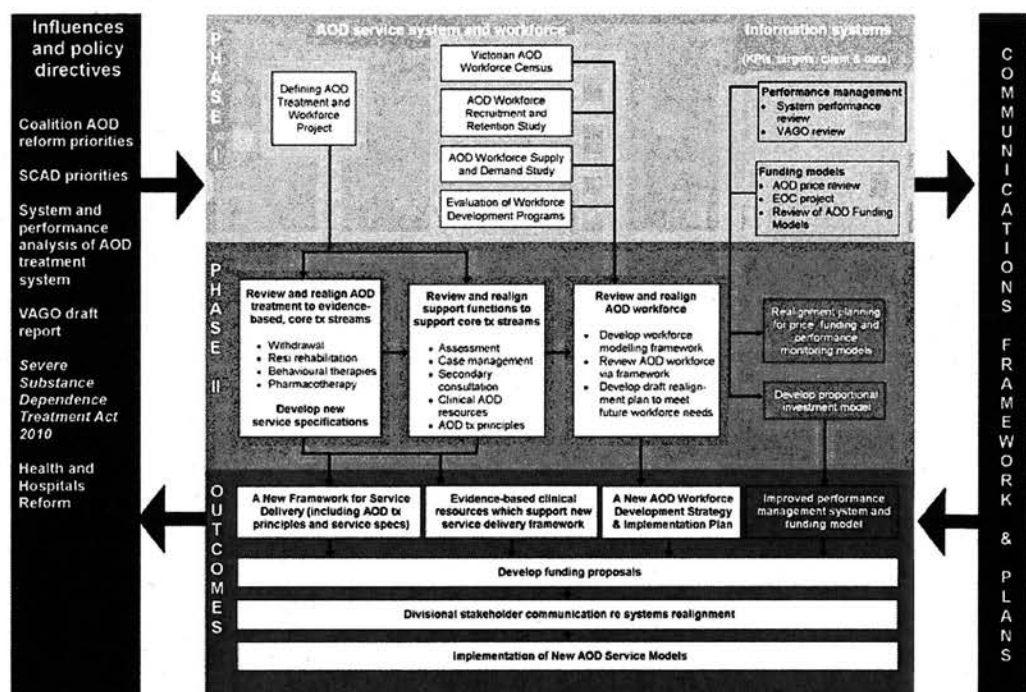 Influences
and policy
directives
Coalition AOD
reform priorities
SCAD priorities
System and
performance
analysis of AOD
treatment
system
VAGO draft
report
Severe
Substance
Dependence
Treatment Act
2010
Health and
Hospitals
Reform
PHASE I
AOD service system and workforce
Information systems
(KPIs, targets, client & data)
Defining AOD
Treatment and
Workforce
Project
Victorian AOD
Workforce Census
AOD Workforce
Recruitment and
Retention Study
AOD Workforce Supply
and Demand Study
Evaluation of Workforce
Development Programs
Performance management
• System performance
review
• VAGO review
Funding models
• AOD price review
• EOC project
• Review of AOD Funding
Models
PHASE II
Review and realign AOD
treatment to evidence-
based, core tx streams
• Withdrawal
• Resi rehabilitation
• Behavioural therapies
• Pharmacotherapy
Develop new
service specifications
Review and realign
support functions to
support core tx streams
• Assessment
• Case management
• Secondary
consultation
• Clinical AOD
resources
• AOD tx principles
Review and realign
AOD workforce
• Develop workforce
modelling framework
• Review AOD workforce
via framework
• Develop draft realign-
ment plan to meet
future workforce needs
Realignment planning
for price, funding and
performance
monitoring models
Develop proportional
investment model
OUTCOMES
A New Framework for Service
Delivery (including AOD tx
principles and service specs)
Evidence-based clinical
resources which support new
service delivery framework
A New AOD Workforce
Development Strategy
& Implementation Plan
Improved performance
management system and
funding model
Develop funding proposals
Divisional stakeholder communication re systems realignment
Implementation of New AOD Service Models
COMMUNICATIONS FRAMEWORK & PLANS